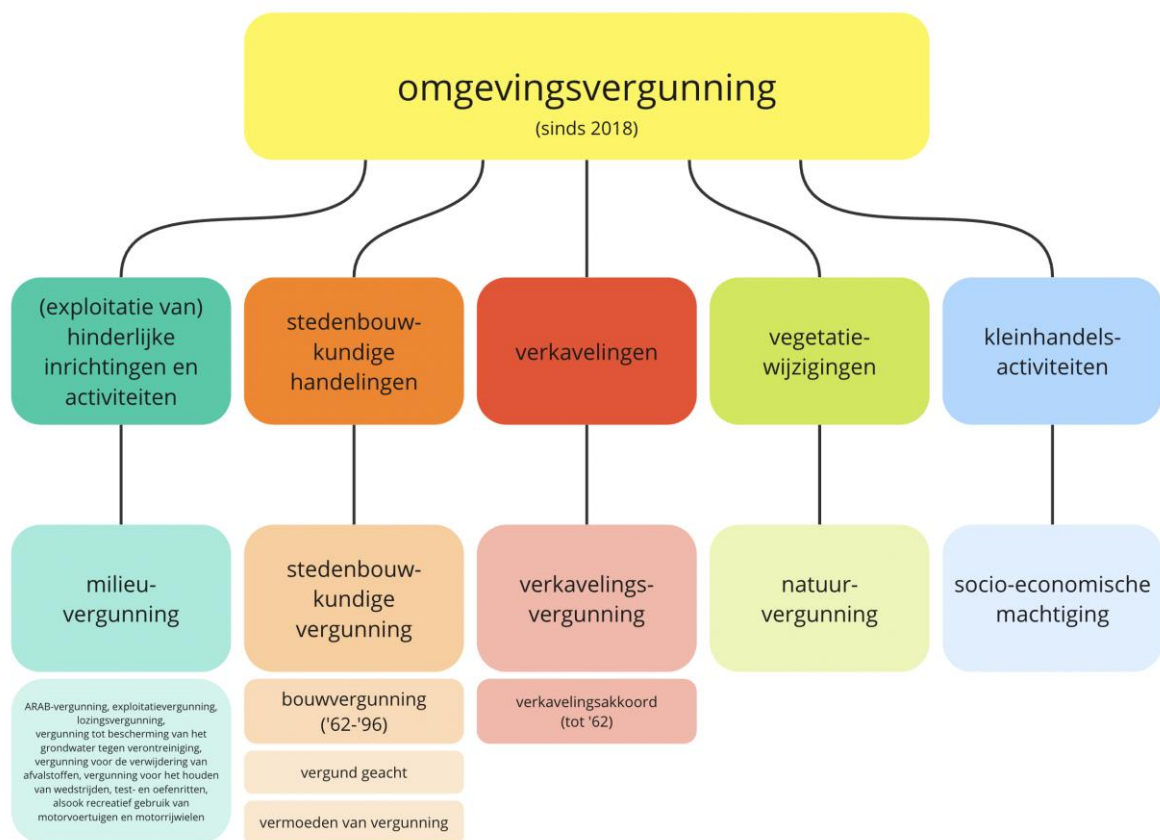 omgevingsvergunning
(sinds 2018)
(exploitatie van)
hinderlijke
inrichtingen en
activiteiten
stedenbouw-
kundige
handelingen
verkavelingen
vegetatie-
wijzigingen
kleinhandels-
activiteiten
milieu-
vergunning
stedenbouw-
kundige
vergunning
verkavelings-
vergunning
natuur-
vergunning
socio-economische
machtiging
ARAB-vergunning, exploitatievergunning,
lozingsvergunning,
vergunning tot bescherming van het
grondwater tegen verontreiniging,
vergunning voor de verwijdering van
afvalstoffen, vergunning voor het houden
van wedstrijden, test- en oefenritten,
alsook recreatief gebruik van
motorvoertuigen en motorrijwielen
bouwvergunning
('62-'96)
vergund geacht
vermoeden van vergunning
verkavelingsakkoord
(tot '62)